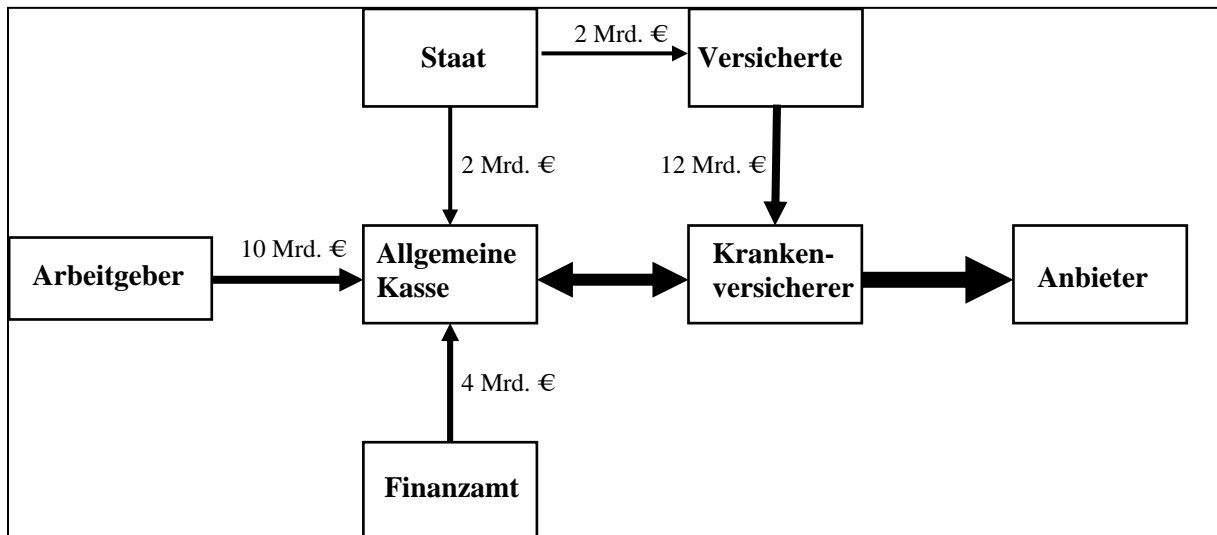 2 Mrd. €
Staat
Versicherte
2 Mrd. €
12 Mrd. €
Arbeitgeber
10 Mrd. €
Allgemeine
Kasse
Kranken-
versicherer
Anbieter
4 Mrd. €
Finanzamt